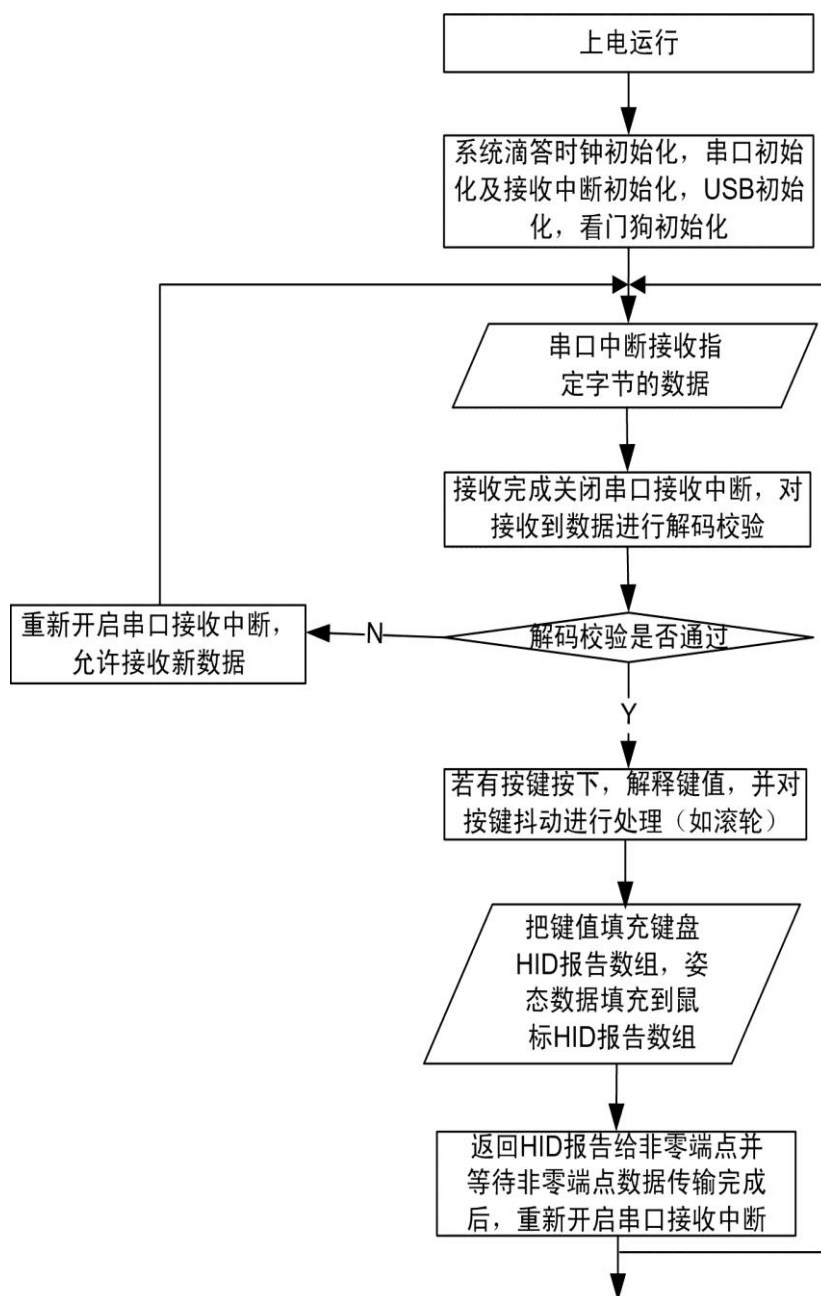 上电运行
系统滴答时钟初始化，串口初始
化及接收中断初始化，USB初始
化，看门狗初始化
串口中断接收指
定字节的数据
接收完成关闭串口接收中断，对
接收到数据进行解码校验
重新开启串口接收中断，
允许接收新数据
N
解码校验是否通过
Y
若有按键按下，解释键值，并对
按键抖动进行处理（如滚轮）
把键值填充键盘
HID报告数组，姿
态数据填充到鼠
标HID报告数组
返回HID报告给非零端点并
等待非零端点数据传输完成
后，重新开启串口接收中断